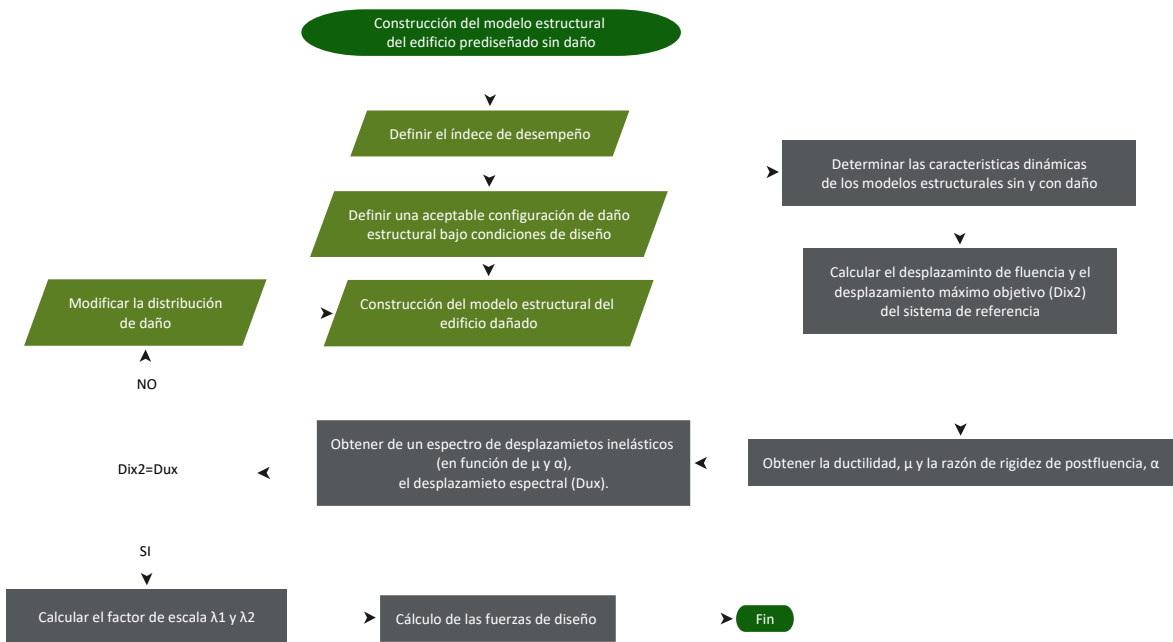 Construcción del modelo estructural
del edificio prediseñado sin daño
Definir el índece de desempeño
Definir una aceptable configuración de daño
estructural bajo condiciones de diseño
Construcción del modelo estructural del
edificio dañado
Modificar la distribución
de daño
NO
Dix2=Dux
SI
Determinar las caracteristicas dinámicas
de los modelos estructurales sin y con daño
Calcular el desplazaminto de fluencia y el
desplazamiento máximo objetivo (Dix2)
del sistema de referencia
Obtener la ductilidad, μ y la razón de rigidez de postfluencia, α
Obtener de un espectro de desplazamietos inelásticos
(en función de μ y α),
el desplazamieto espectral (Dux).
Calcular el factor de escala λ1 y λ2
Cálculo de las fuerzas de diseño
Fin